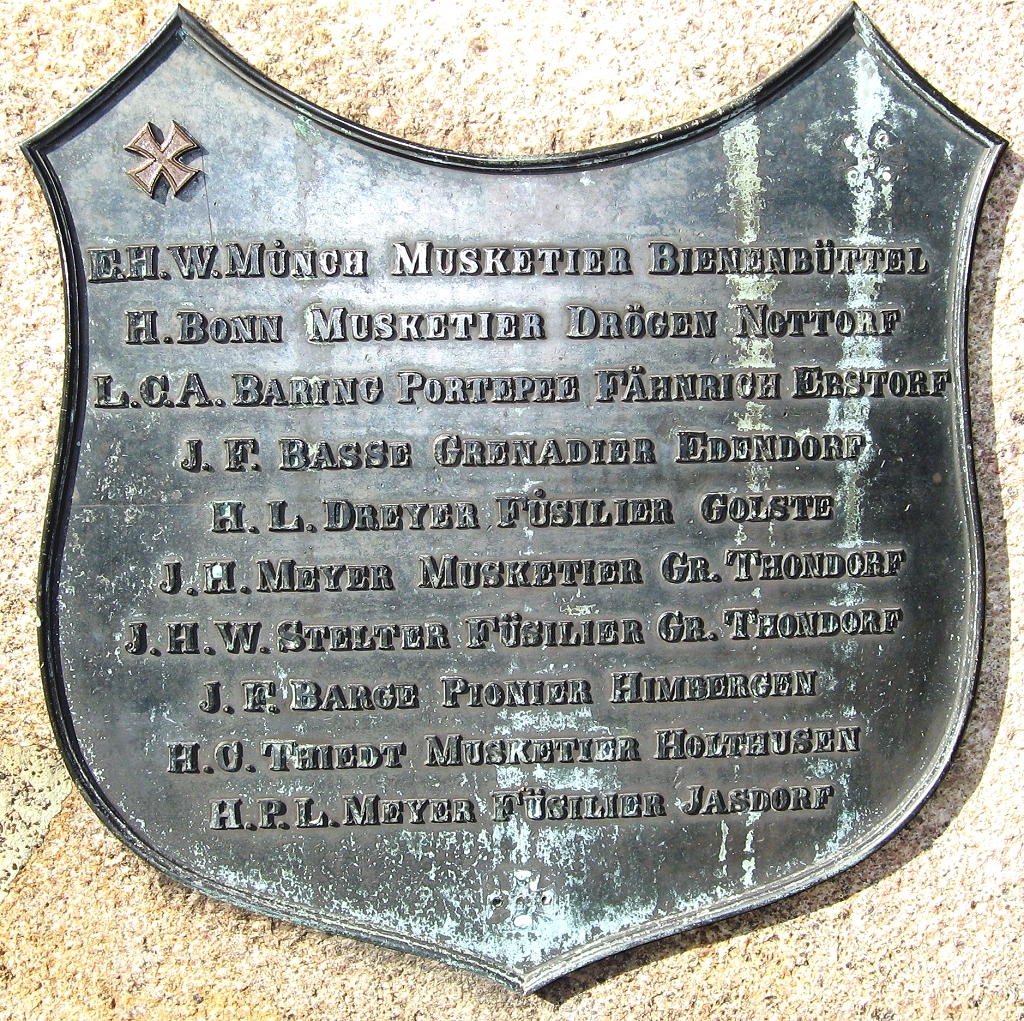 E.H.W. Münch Musketier Bienenbüttel
H. Bonn Musketier Drögen Nottorf
L.C.A. Baring Portepee Fähnrich Ebstorf
J. F. Basse Grenadier Edendorf
H. L. Dreyer Füsilier Golste
J. H. Meyer Musketier Gr. Thondorf
J. H. W. Stelter Füsilier Gr. Thondorf
J. F. Barge Pionier Himbergen
H. C. Thiedt Musketier Holthusen
H. P. L. Meyer Füsilier Jasdorf